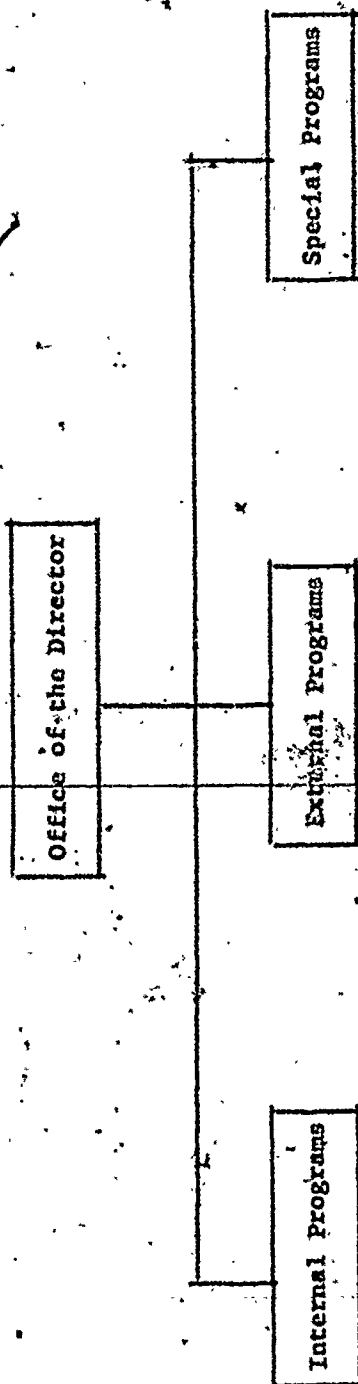 Office of the Director
Internal Programs
External Programs
Special Programs